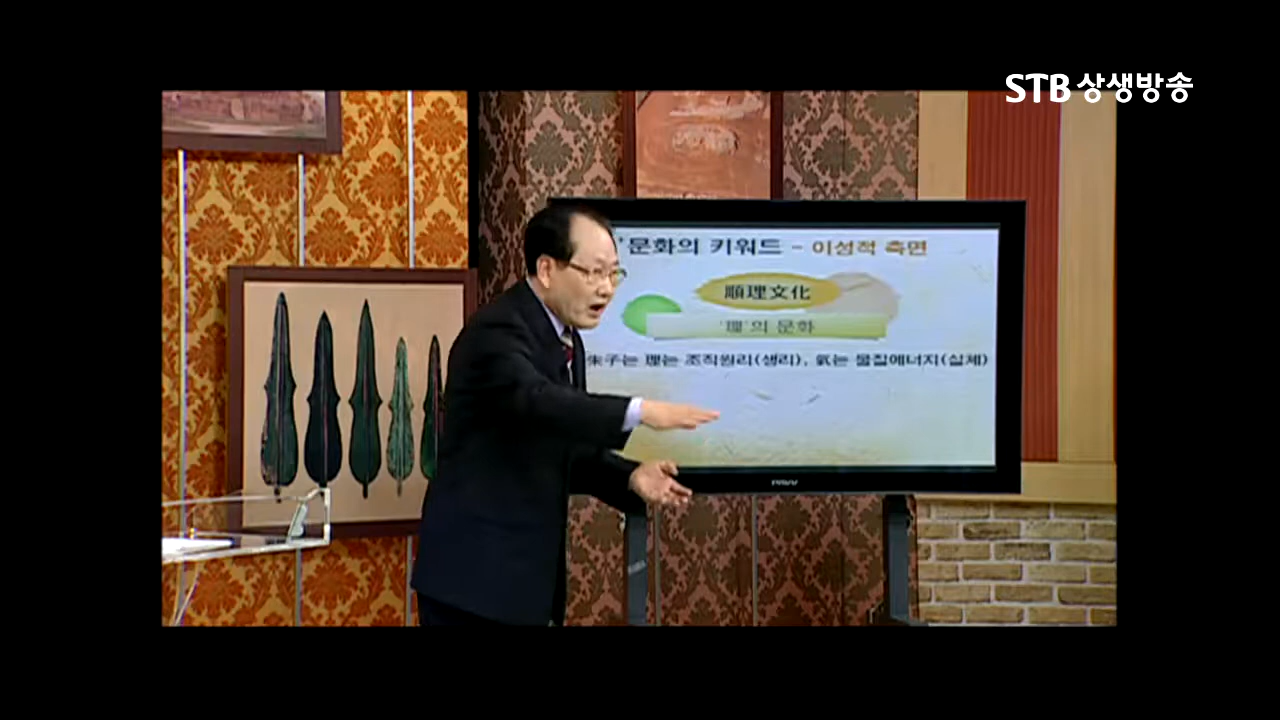 STB 상생방송
'문화의 키워드 - 이성적 측면
順理文化
'理'의 문화
朱子는 理는 조직원리(생리), 氣는 물질에너지(실체)